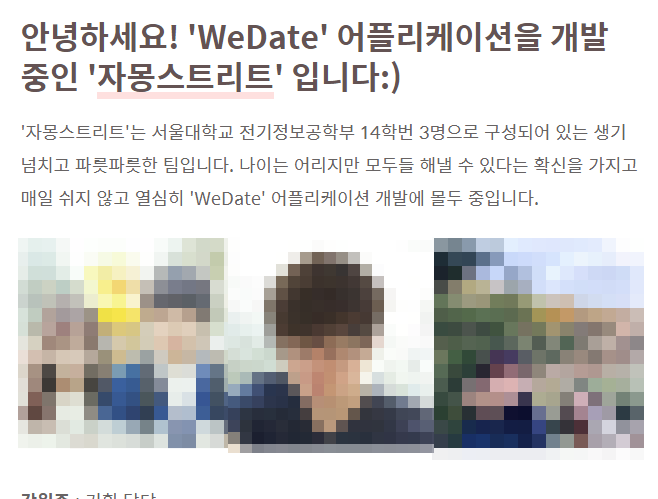 안녕하세요! 'WeDate' 어플리케이션을 개발
중인 '자몽스트리트' 입니다:)
'자몽스트리트'는 서울대학교 전기정보공학부 14학번 3명으로 구성되어 있는 생기
넘치고 파릇파릇한 팀입니다. 나이는 어리지만 모두들 해낼 수 있다는 확신을 가지고
매일 쉬지 않고 열심히 'WeDate' 어플리케이션 개발에 몰두 중입니다.